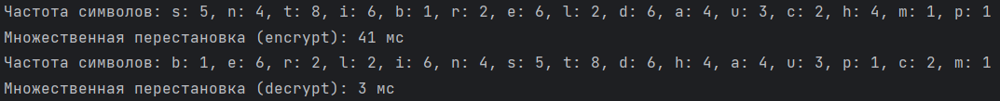 Частота символов: s: 5, n: 4, t: 8, i: 6, b: 1, r: 2, e: 6, l: 2, d: 6, a: 4, u: 3, c: 2, h: 4, m: 1, p: 1
Множественная перестановка (encrypt): 41 мс
Частота символов: b: 1, e: 6, r: 2, l: 2, i: 6, n: 4, s: 5, t: 8, d: 6, h: 4, a: 4, u: 3, p: 1, c: 2, m: 1
Множественная перестановка (decrypt): 3 мс